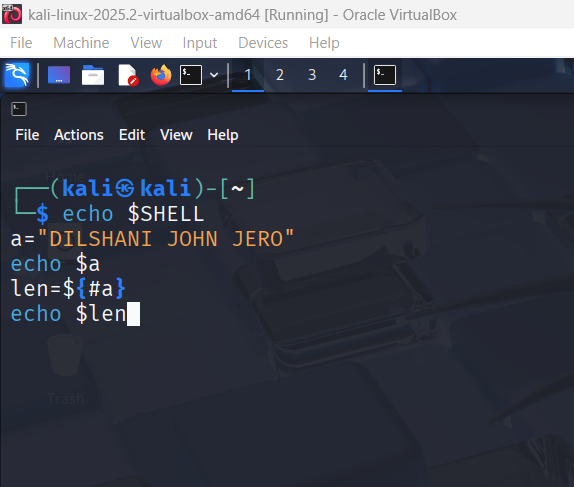 kali-linux-2025.2-virtualbox-amd64 [Running] - Oracle VirtualBox
File Machine View Input Devices Help
1 2 3 4
File Actions Edit View Help
┌──(kali㉿kali)-[~]
└─$ echo $SHELL
a="DILSHANI JOHN JERO"
echo $a
len=${#a}
echo $len
Trash